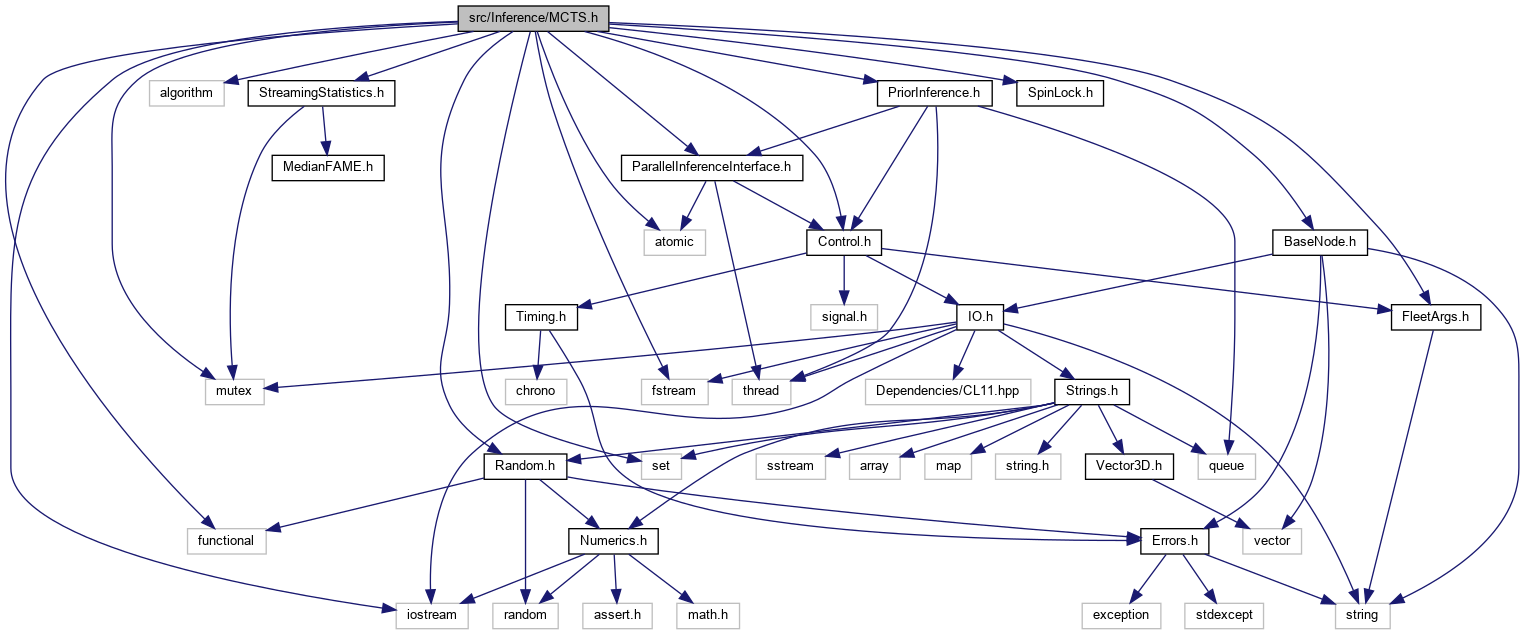 src/Inference/MCTS.h
algorithm
StreamingStatistics.h
PriorInference.h
SpinLock.h
MedianFAME.h
ParallelInferenceInterface.h
atomic
Control.h
BaseNode.h
Timing.h
signal.h
IO.h
FleetArgs.h
mutex
chrono
fstream
thread
Dependencies/CL11.hpp
Strings.h
Random.h
set
sstream
array
map
string.h
Vector3D.h
queue
functional
Numerics.h
Errors.h
vector
iostream
random
assert.h
math.h
exception
stdexcept
string